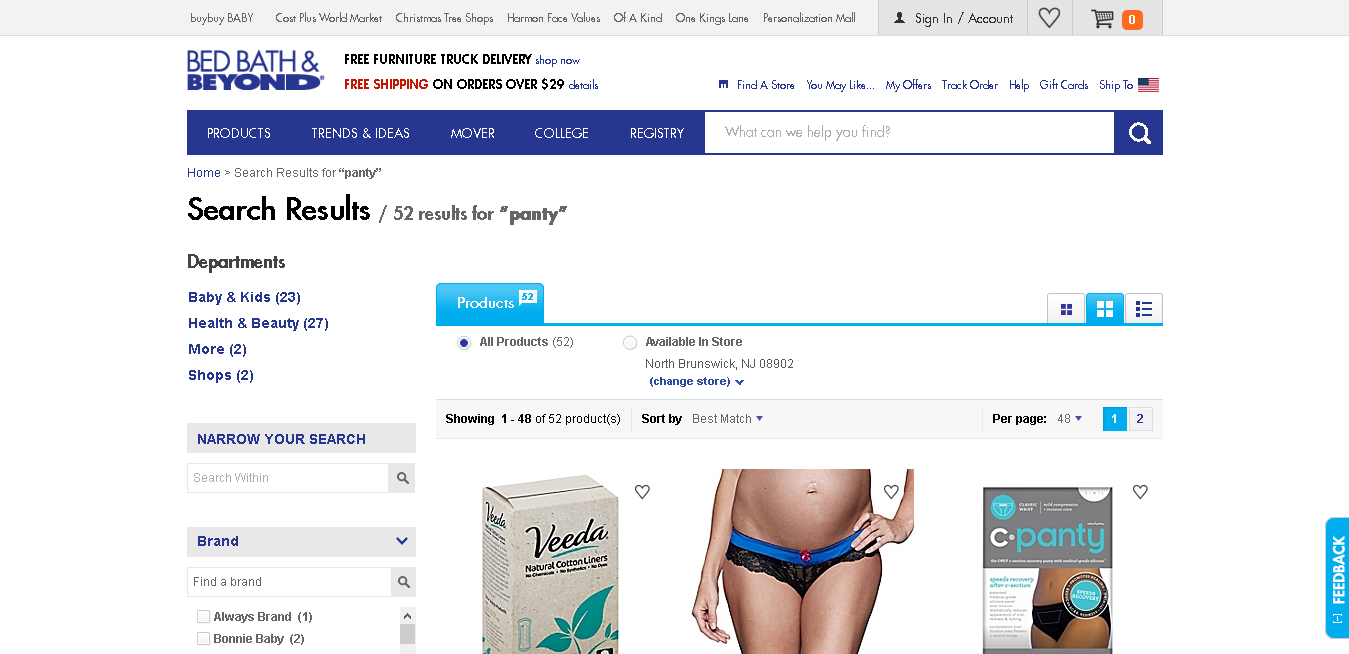 buybuy BABY Cost Plus World Market Christmas Tree Shops Harmon Face Values Of A Kind One Kings Lane Personalization Mall Sign In / Account 0
BED BATH &
BEYOND®
FREE FURNITURE TRUCK DELIVERY shop now
FREE SHIPPING ON ORDERS OVER $29 details
Find A Store You May Like... My Offers Track Order Help Gift Cards Ship To
PRODUCTS TRENDS & IDEAS MOVER COLLEGE REGISTRY What can we help you find?
Home > Search Results for “panty”
Search Results / 52 results for “panty”
Departments
Baby & Kids (23)
Health & Beauty (27)
More (2)
Shops (2)
NARROW YOUR SEARCH
Search Within
Brand
Find a brand
Always Brand (1)
Bonnie Baby (2)
Products 52
All Products (52) Available In Store
North Brunswick, NJ 08902
(change store)
Showing 1 - 48 of 52 product(s) Sort by Best Match Per page: 48 1 2
Veeda
Veeda.
Natural Cotton Liners
No Chemicals • No Synthetics • No Dyes
CLASSIC WAIST
c·panty
speeds recovery
after c-section
SPEEDS
RECOVERY
FEEDBACK